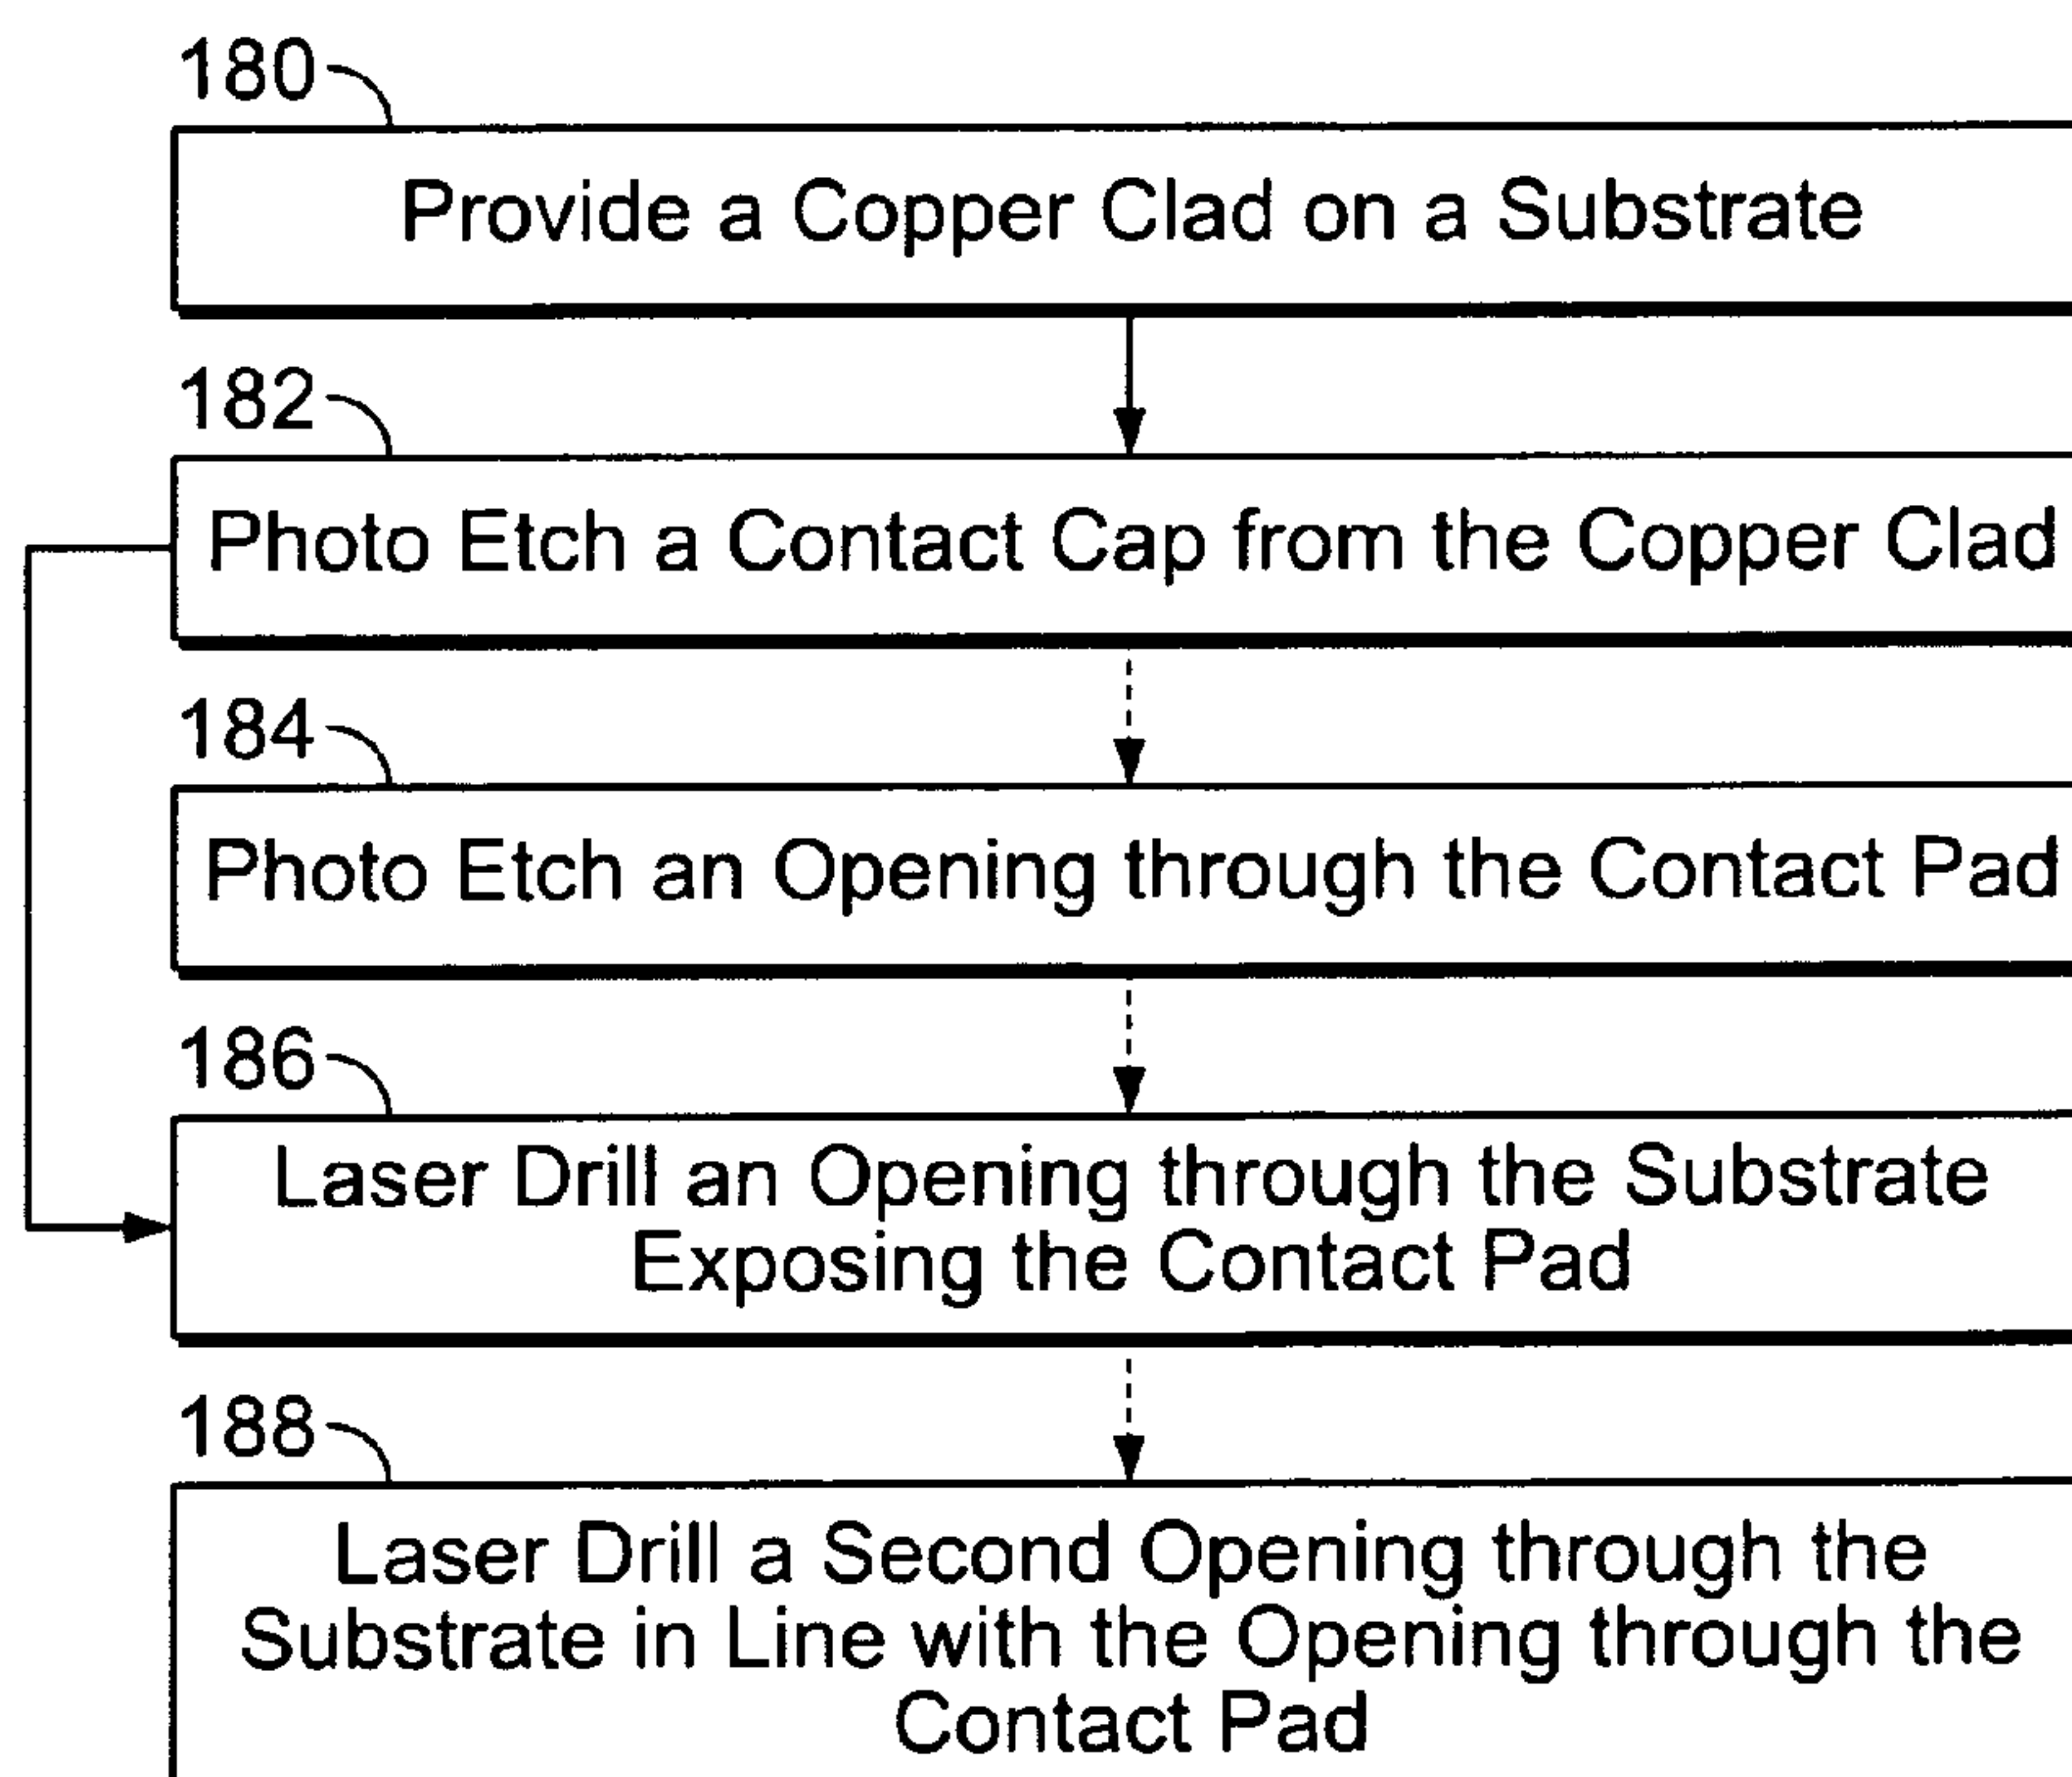 180
Provide a Copper Clad on a Substrate
182
Photo Etch a Contact Cap from the Copper Clad
184
Photo Etch an Opening through the Contact Pad
186
Laser Drill an Opening through the Substrate
Exposing the Contact Pad
188
Laser Drill a Second Opening through the
Substrate in Line with the Opening through the
Contact Pad